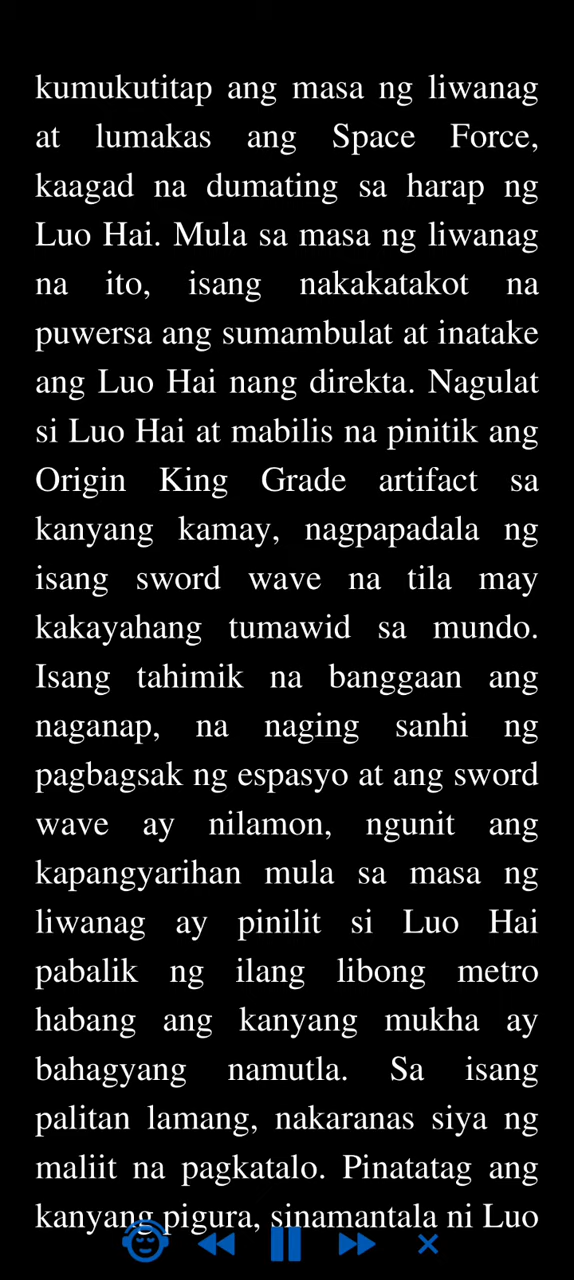 kumukutitap ang masa ng liwanag
at lumakas ang Space Force,
kaagad na dumating sa harap ng
Luo Hai. Mula sa masa ng liwanag
na ito, isang nakakatakot na
puwersa ang sumambulat at inatake
ang Luo Hai nang direkta. Nagulat
si Luo Hai at mabilis na pinitik ang
Origin King Grade artifact sa
kanyang kamay, nagpapadala ng
isang sword wave na tila may
kakayahang tumawid sa mundo.
Isang tahimik na banggaan ang
naganap, na naging sanhi ng
pagbagsak ng espasyo at ang sword
wave ay nilamon, ngunit ang
kapangyarihan mula sa masa ng
liwanag ay pinilit si Luo Hai
pabalik ng ilang libong metro
habang ang kanyang mukha ay
bahagyang namutla. Sa isang
palitan lamang, nakaranas siya ng
maliit na pagkatalo. Pinatatag ang
kanyang pigura, sinamantala ni Luo